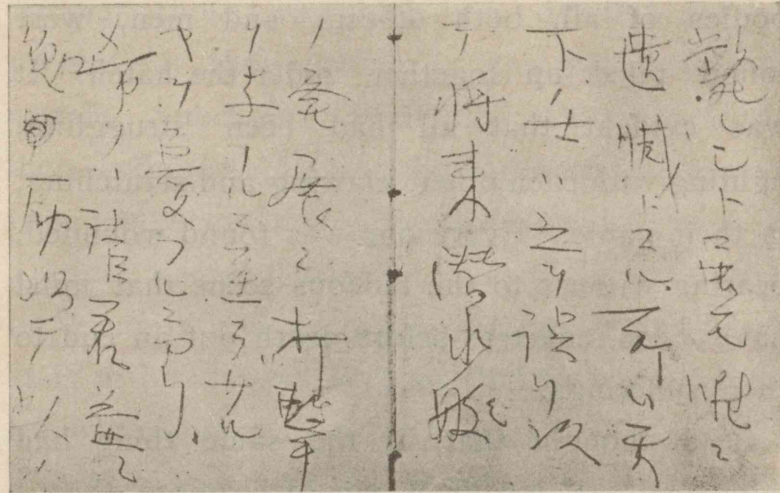 斃レシト雖モ唯々
遺憾トスル所ハ天
下ノ士ハ之ヲ誤リ以
テ将来潜水艇
ノ発展ニ打撃
ヲ与フルニ至ラザル
ヤヲ憂フルニアリ、
希クハ諸君益々
勉励以テ